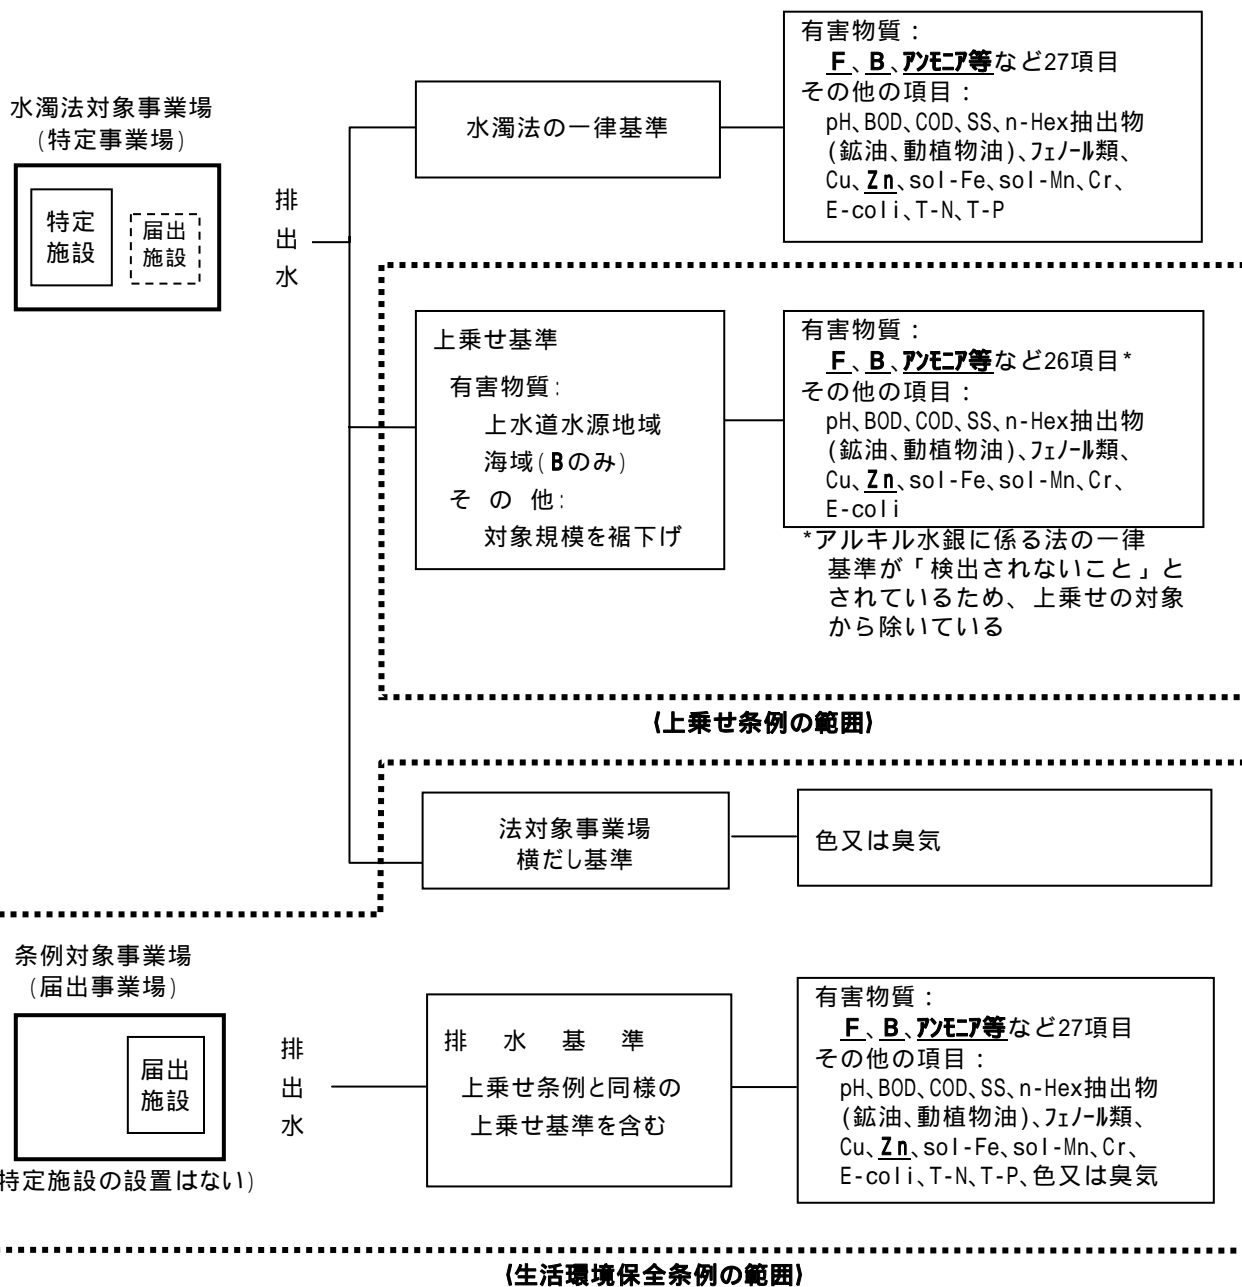 水濁法対象事業場
(特定事業場)
特定
施設
届出
施設
排
出
水
水濁法の一律基準
有害物質：
F、B、ｱﾝﾓﾆｱ等など27項目
その他の項目：
pH、BOD、COD、SS、n-Hex抽出物
(鉱油、動植物油)、ﾌｪﾉｰﾙ類、
Cu、Zn、sol-Fe、sol-Mn、Cr、
E-coli、T-N、T-P
上乗せ基準
有害物質：
上水道水源地域
海域(Bのみ)
そ の 他：
対象規模を裾下げ
有害物質：
F、B、ｱﾝﾓﾆｱ等など26項目*
その他の項目：
pH、BOD、COD、SS、n-Hex抽出物
(鉱油、動植物油)、ﾌｪﾉｰﾙ類、
Cu、Zn、sol-Fe、sol-Mn、Cr、
E-coli
*アルキル水銀に係る法の一律
基準が「検出されないこと」と
されているため、上乗せの対象
から除いている
(上乗せ条例の範囲)
法対象事業場
横だし基準
色又は臭気
条例対象事業場
(届出事業場)
届出
施設
特定施設の設置はない)
排
出
水
排 水 基 準
上乗せ条例と同様の
上乗せ基準を含む
有害物質：
F、B、ｱﾝﾓﾆｱ等など27項目
その他の項目：
pH、BOD、COD、SS、n-Hex抽出物
(鉱油、動植物油)、ﾌｪﾉｰﾙ類、
Cu、Zn、sol-Fe、sol-Mn、Cr、
E-coli、T-N、T-P、色又は臭気
(生活環境保全条例の範囲)